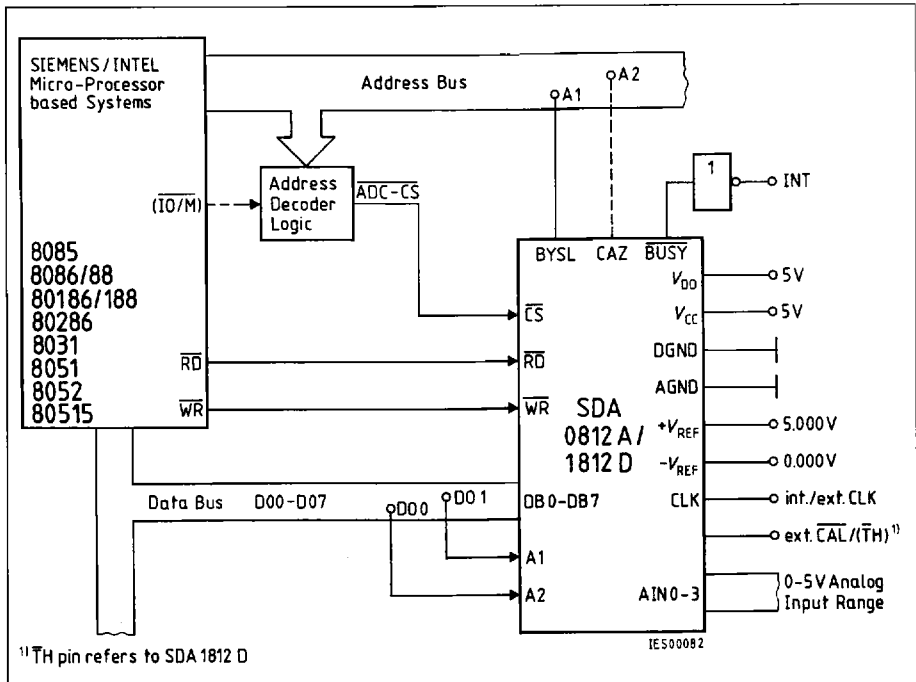 SIEMENS/INTEL
Micro-Processor
based Systems
(IO/M)
8085
8086/88
80186/188
80286
8031
8051
8052
80515
RD
WR
Address Bus
A1
A2
Address
Decoder
Logic
ADC-CS
1
INT
BYSL CAZ BUSY
VDD
5V
VCC
5V
CS
DGND
RD
AGND
WR
SDA
0812 A/
1812 D
+VREF
5.000V
-VREF
0.000V
CLK
int./ext. CLK
ext. CAL/(TH)1)
Data Bus D00-D07
D00
D01
DB0-DB7
A1
A2
AIN0-3
0-5V Analog
Input Range
IES00082
1) TH pin refers to SDA 1812 D